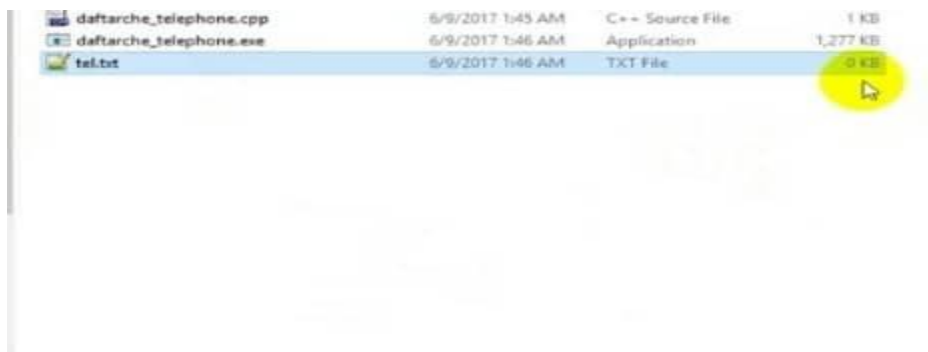 daftarche_telephone.cpp 6/9/2017 1:45 AM C++ Source File 1 KB
daftarche_telephone.exe 6/9/2017 1:46 AM Application 1,277 KB
tel.txt 6/9/2017 1:46 AM TXT File 0 KB